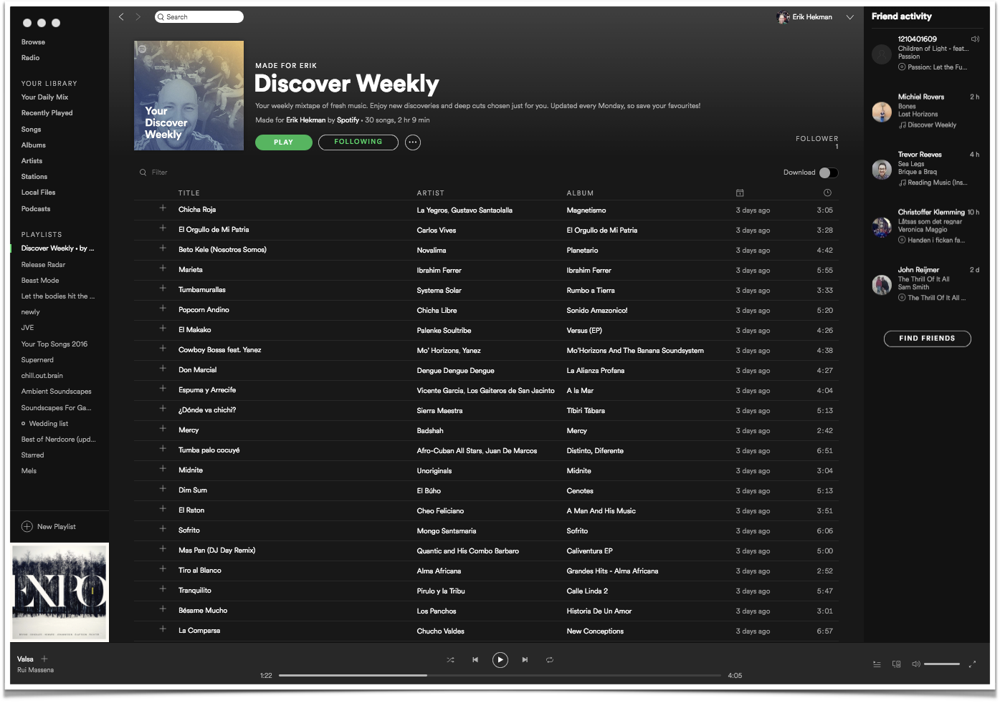 Search
Erik Hekman
Browse
Radio
YOUR LIBRARY
Your Daily Mix
Recently Played
Songs
Albums
Artists
Stations
Local Files
Podcasts
PLAYLISTS
Discover Weekly • by ...
Release Radar
Beast Mode
Let the bodies hit the ...
newly
JVE
Your Top Songs 2016
Supernerd
chill.out.brain
Ambient Soundscapes
Soundscapes For Ga...
Wedding list
Best of Nerdcore (upd...
Starred
Mels
New Playlist
EXPO
Your
Discover
Weekly
MADE FOR ERIK
Discover Weekly
Your weekly mixtape of fresh music. Enjoy new discoveries and deep cuts chosen just for you. Updated every Monday, so save your favourites!
Made for Erik Hekman by Spotify • 30 songs, 2 hr 9 min
PLAY FOLLOWING
FOLLOWER
1
Filter
Download
TITLE ARTIST ALBUM
Chicha Roja La Yegros, Gustavo Santaolalla Magnetismo 3 days ago 3:05
El Orgullo de Mi Patria Carlos Vives El Orgullo de Mi Patria 3 days ago 3:28
Beto Kele (Nosotros Somos) Novalima Planetario 3 days ago 4:42
Marieta Ibrahim Ferrer Ibrahim Ferrer 3 days ago 5:55
Tumbamurallas Systema Solar Rumbo a Tierra 3 days ago 3:33
Popcorn Andino Chicha Libre Sonido Amazonico! 3 days ago 5:20
El Makako Palenke Soultribe Versus (EP) 3 days ago 4:26
Cowboy Bossa feat. Yanez Mo' Horizons, Yanez Mo'Horizons And The Banana Soundsystem 3 days ago 4:38
Don Marcial Dengue Dengue Dengue La Alianza Profana 3 days ago 4:27
Espuma y Arrecife Vicente Garcia, Los Gaiteros de San Jacinto A la Mar 3 days ago 4:04
¿Dónde va chichi? Sierra Maestra Tíbiri Tábara 3 days ago 5:13
Mercy Badshah Mercy 3 days ago 2:42
Tumba palo cocuyé Afro-Cuban All Stars, Juan De Marcos Distinto, Diferente 3 days ago 6:51
Midnite Unoriginals Midnite 3 days ago 3:04
Dim Sum El Búho Cenotes 3 days ago 5:13
El Raton Cheo Feliciano A Man And His Music 3 days ago 3:51
Sofrito Mongo Santamaria Sofrito 3 days ago 6:06
Mas Pan (DJ Day Remix) Quantic and His Combo Barbaro Caliventura EP 3 days ago 5:00
Tiro al Blanco Alma Africana Grandes Hits - Alma Africana 3 days ago 2:52
Tranquilito Pirulo y la Tribu Calle Linda 2 3 days ago 5:47
Bésame Mucho Los Panchos Historia De Un Amor 3 days ago 3:01
La Comparsa Chucho Valdes New Conceptions 3 days ago 6:57
Friend activity
1210401609
Children of Light - feat...
Passion
Passion: Let the Fu...
Michiel Rovers 2 h
Bones
Lost Horizons
Discover Weekly
Trevor Reeves 4 h
Sea Legs
Brique a Braq
Reading Music (Ins...
Christoffer Klemming 10 h
Låtsas som det regnar
Veronica Maggio
Handen i fickan fa...
John Reijmer 2 d
The Thrill Of It All
Sam Smith
The Thrill Of It All ...
FIND FRIENDS
Valsa
Rui Massena
1:22 4:05